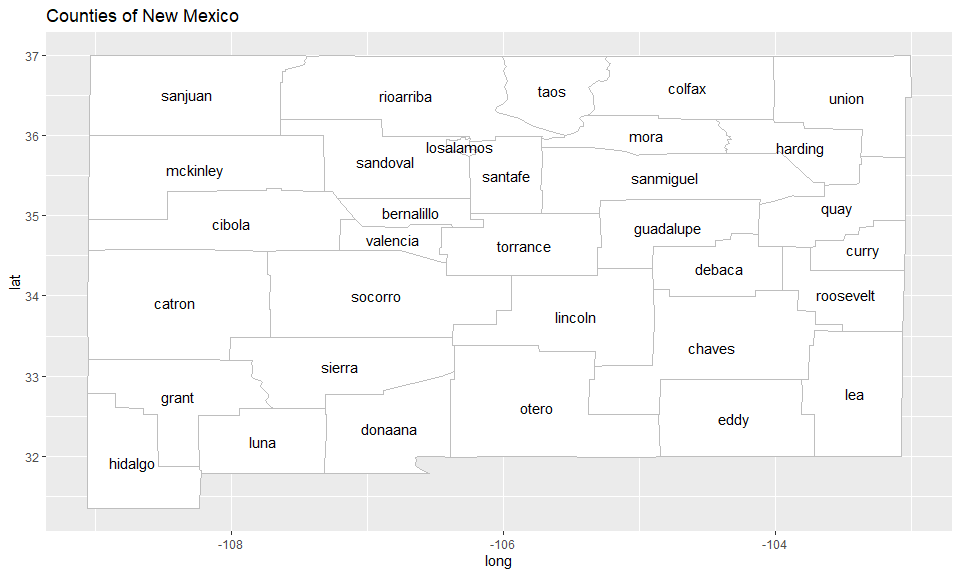 Counties of New Mexico
37
36
35
34
33
32
lat
sanjuan
rioarriba
taos
colfax
union
mora
losalamos
harding
sandoval
mckinley
santafe
sanmiguel
bernalillo
quay
cibola
guadalupe
valencia
torrance
curry
debaca
catron
socorro
roosevelt
lincoln
chaves
sierra
grant
otero
lea
eddy
donaana
luna
hidalgo
-108
-106
-104
long